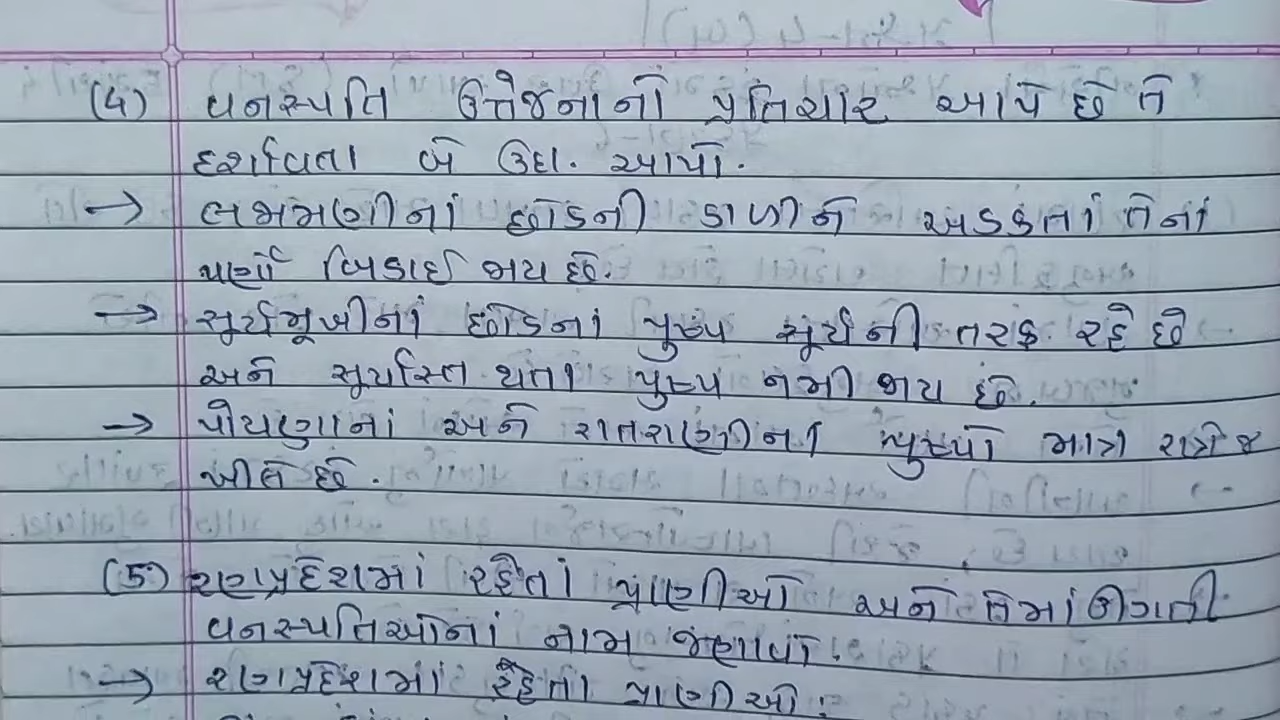 (4) વનસ્પતિ ઉત્તેજનાનો પ્રતિચાર આપે છે તે
દર્શાવતા બે ઉદા. આપો.
→ લજામણીનાં છોડની ડાળીને અડકતાં તેનાં
પર્ણો બિડાઈ જાય છે.
→ સૂર્યમૂખીનાં છોડનાં પુષ્પ સૂર્યની તરફ રહે છે
અને સૂર્યાસ્ત થતાં પુષ્પ નમી જાય છે.
→ પોયણાનાં અને રાતરાણીનાં પુષ્પો માત્ર રાત્રે જ
ખીલે છે.
(5) રણપ્રદેશમાં રહેતાં પ્રાણીઓ અને તેમાં ઊગતી
વનસ્પતિઓનાં નામ જણાવો.
→ રણપ્રદેશમાં રહેતા પ્રાણીઓ :